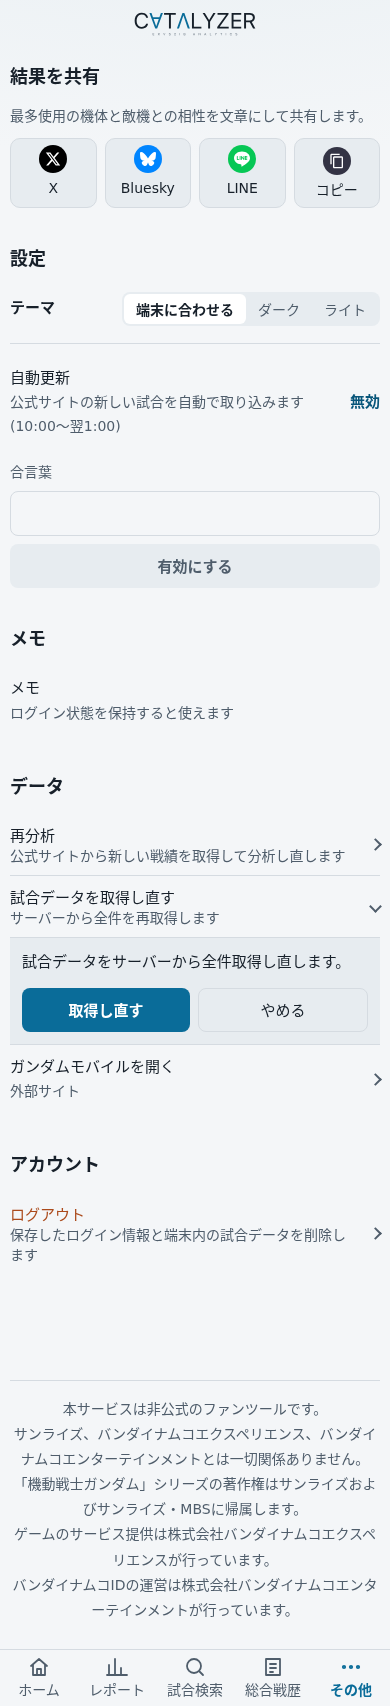 CATALYZER
結果を共有
最多使用の機体と敵機との相性を文章にして共有します。
X
Bluesky
LINE
コピー
設定
テーマ
端末に合わせる
ダーク
ライト
自動更新
公式サイトの新しい試合を自動で取り込みます
(10:00〜翌1:00)
無効
合言葉
有効にする
メモ
メモ
ログイン状態を保持すると使えます
データ
再分析
公式サイトから新しい戦績を取得して分析し直します
試合データを取得し直す
サーバーから全件を再取得します
試合データをサーバーから全件取得し直します。
取得し直す
やめる
ガンダムモバイルを開く
外部サイト
アカウント
ログアウト
保存したログイン情報と端末内の試合データを削除し
ます
本サービスは非公式のファンツールです。
サンライズ、バンダイナムコエクスペリエンス、バンダイ
ナムコエンターテインメントとは一切関係ありません。
「機動戦士ガンダム」シリーズの著作権はサンライズおよ
びサンライズ・MBSに帰属します。
ゲームのサービス提供は株式会社バンダイナムコエクスペ
リエンスが行っています。
バンダイナムコIDの運営は株式会社バンダイナムコエンタ
ーテインメントが行っています。
ホーム
レポート
試合検索
総合戦歴
その他